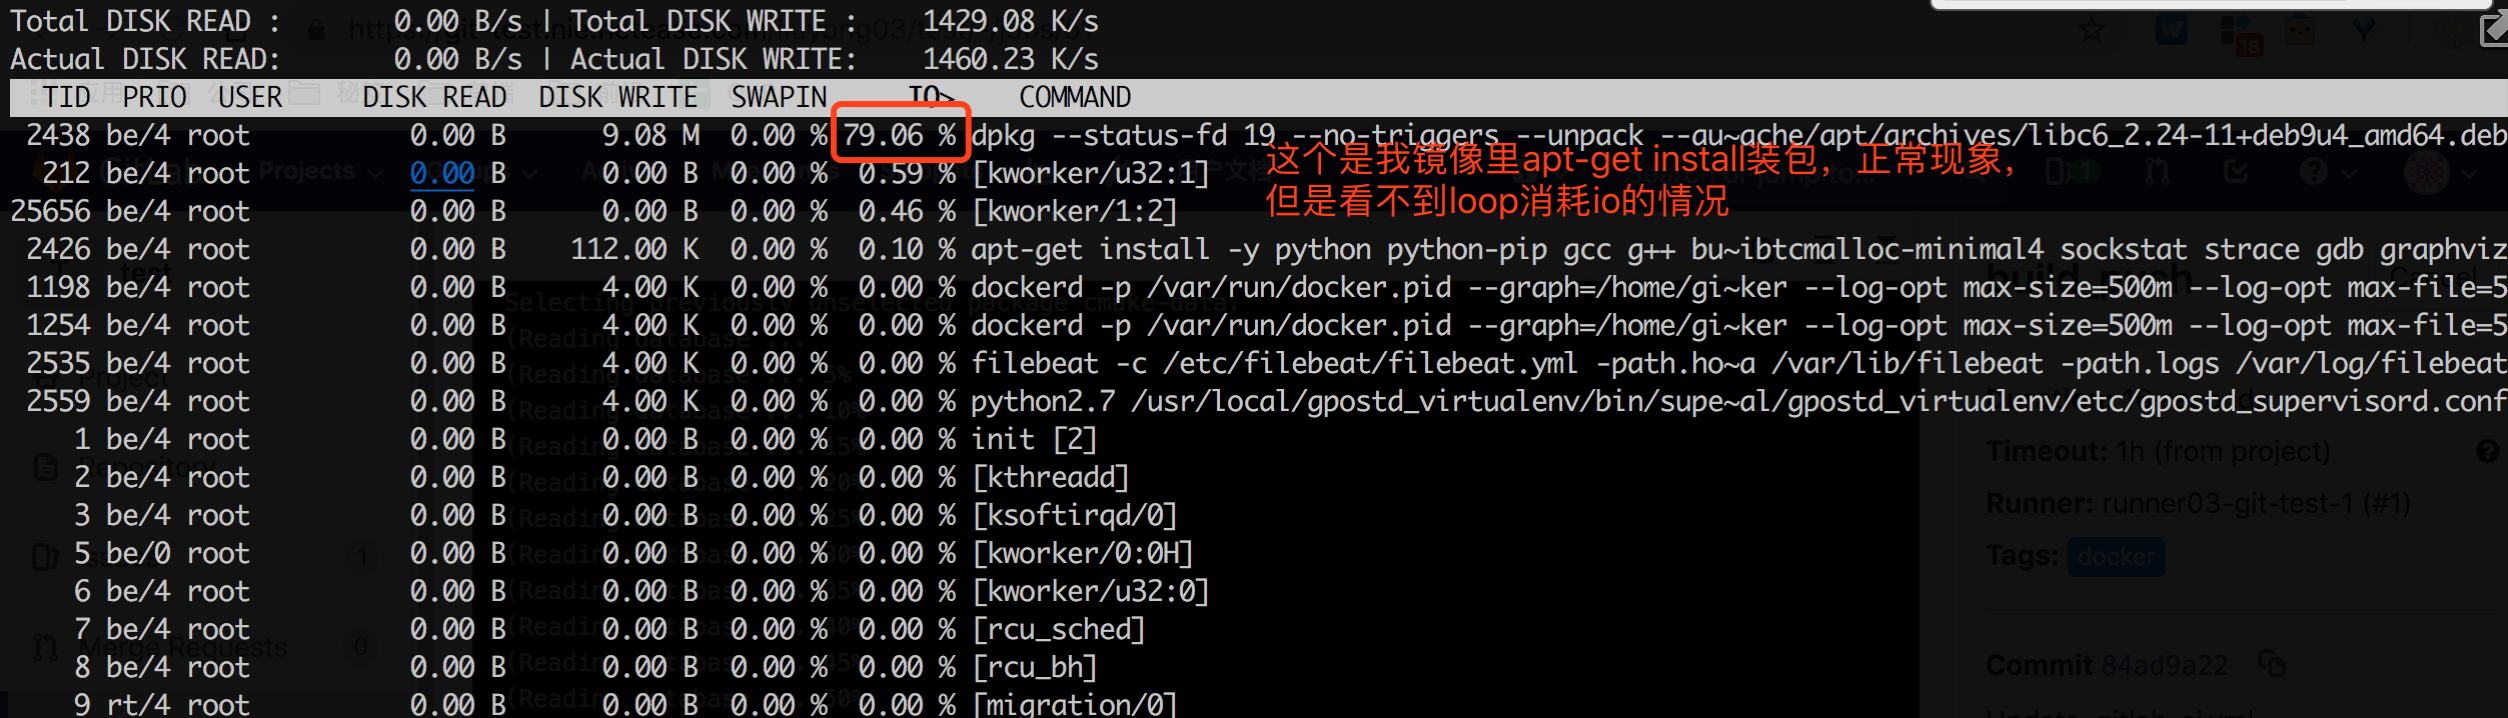 Total DISK READ :       0.00 B/s | Total DISK WRITE :    1429.08 K/s
Actual DISK READ:       0.00 B/s | Actual DISK WRITE:    1460.23 K/s
TID  PRIO  USER     DISK READ  DISK WRITE  SWAPIN     IO>    COMMAND
2438 be/4 root          0.00 B      9.08 M  0.00 % 79.06 % dpkg --status-fd 19 --no-triggers --unpack --au~ache/apt/archives/libc6_2.24-11+deb9u4_amd64.deb
这个是我镜像里apt-get install装包，正常现象，
212 be/4 root          0.00 B      0.00 B  0.00 %  0.59 % [kworker/u32:1]
但是看不到loop消耗io的情况
25656 be/4 root          0.00 B      0.00 B  0.00 %  0.46 % [kworker/1:2]
2426 be/4 root          0.00 B    112.00 K  0.00 %  0.10 % apt-get install -y python python-pip gcc g++ bu~ibtcmalloc-minimal4 sockstat strace gdb graphviz
1198 be/4 root          0.00 B      4.00 K  0.00 %  0.00 % dockerd -p /var/run/docker.pid --graph=/home/gi~ker --log-opt max-size=500m --log-opt max-file=5
1254 be/4 root          0.00 B      4.00 K  0.00 %  0.00 % dockerd -p /var/run/docker.pid --graph=/home/gi~ker --log-opt max-size=500m --log-opt max-file=5
2535 be/4 root          0.00 B      4.00 K  0.00 %  0.00 % filebeat -c /etc/filebeat/filebeat.yml -path.ho~a /var/lib/filebeat -path.logs /var/log/filebeat
2559 be/4 root          0.00 B      4.00 K  0.00 %  0.00 % python2.7 /usr/local/gpostd_virtualenv/bin/supe~al/gpostd_virtualenv/etc/gpostd_supervisord.conf
1 be/4 root          0.00 B      0.00 B  0.00 %  0.00 % init [2]
2 be/4 root          0.00 B      0.00 B  0.00 %  0.00 % [kthreadd]
3 be/4 root          0.00 B      0.00 B  0.00 %  0.00 % [ksoftirqd/0]
5 be/0 root          0.00 B      0.00 B  0.00 %  0.00 % [kworker/0:0H]
6 be/4 root          0.00 B      0.00 B  0.00 %  0.00 % [kworker/u32:0]
7 be/4 root          0.00 B      0.00 B  0.00 %  0.00 % [rcu_sched]
8 be/4 root          0.00 B      0.00 B  0.00 %  0.00 % [rcu_bh]
9 rt/4 root          0.00 B      0.00 B  0.00 %  0.00 % [migration/0]
Projects
18
1
test
Project
Repository
1
Merge Requests
0
Timeout: 1h (from project)
Runner: runner03-git-test-1 (#1)
Tags: docker
Commit 84ad9a22